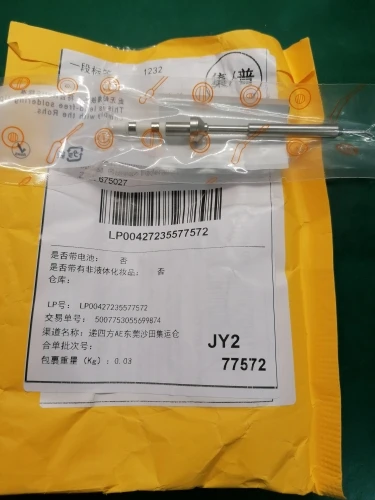 一段标签
1232
集/普
675027
LP00427235577572
是否带电池： 否
是否带有非液体化妆品： 否
仓库：
LP号： LP00427235577572
交易单号： 5007753055699874
渠道名称：递四方AE东莞沙田集运仓
合单批次号：
包裹重量（Kg）：0.03
JY2
77572